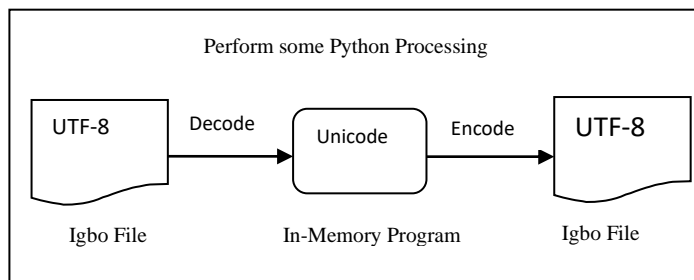 Perform some Python Processing
UTF-8 Decode Unicode Encode UTF-8
Igbo File In-Memory Program Igbo File